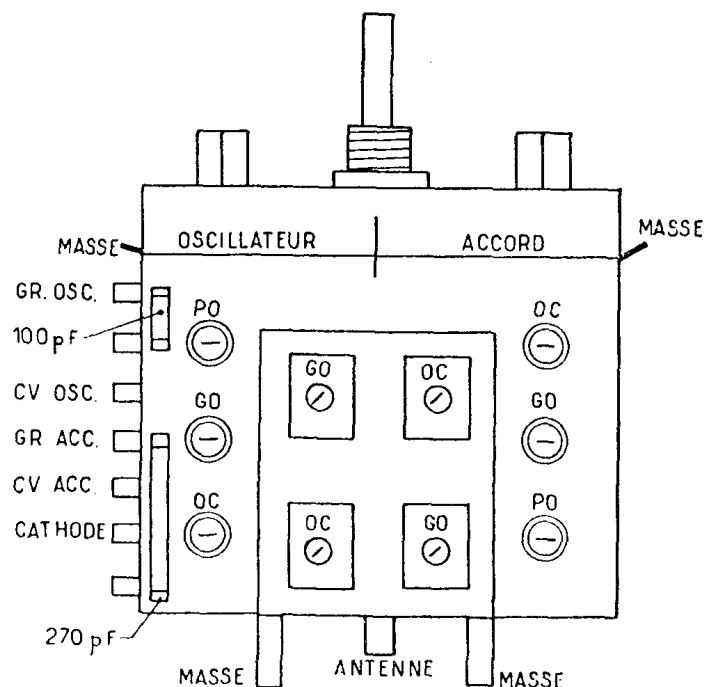 MASSE
OSCILLATEUR
ACCORD
MASSE
GR. OSC.
100 pF
CV OSC.
GR ACC.
CV ACC.
CATHODE
270 pF
PO
GO
OC
GO
OC
OC
GO
OC
GO
PO
MASSE
ANTENNE
MASSE